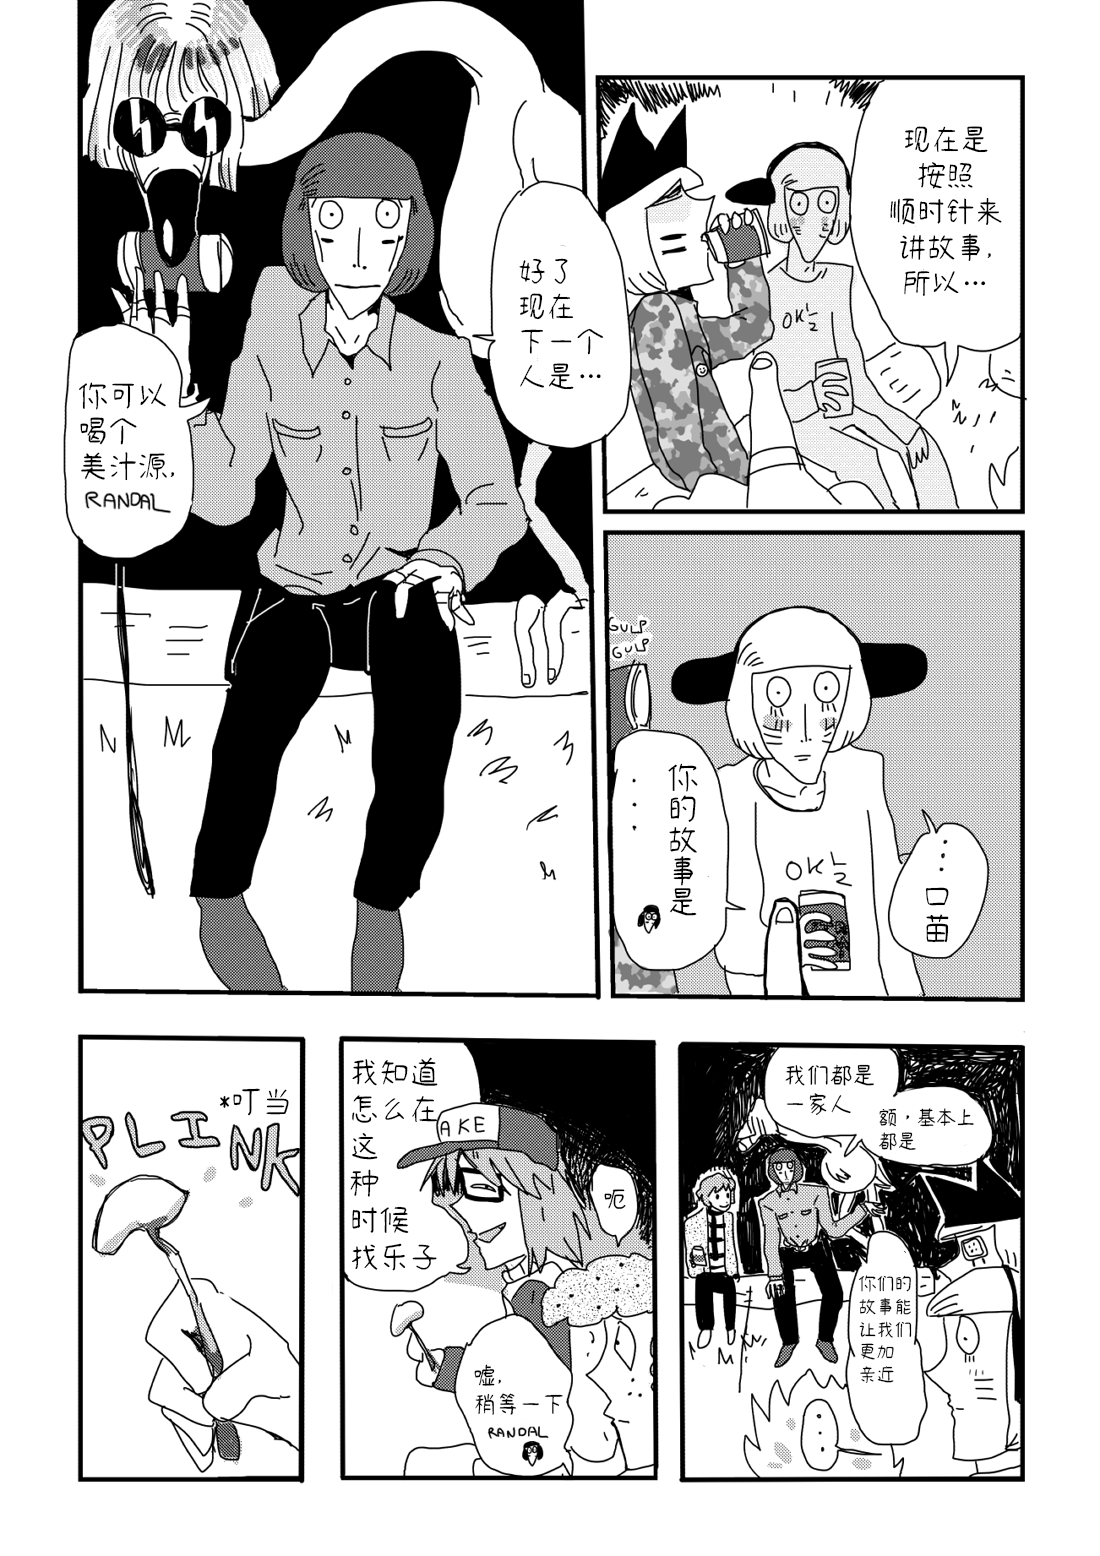 现在是
按照
顺时针来
讲故事,
所以…
OKㄥ
GULP
GULP
你的故事是
...
…口苗
OKㄥ
好了
现在
下一个
人是…
你可以
喝个
美汁源,
RANDAL
我们都是
一家人
额,基本上
都是
你们的
故事能
让我们
更加
亲近
...
我知道
怎么在
这
种
时候
找乐子
AKE
呃
嘘,
稍等一下
RANDAL
*叮当
PLINK